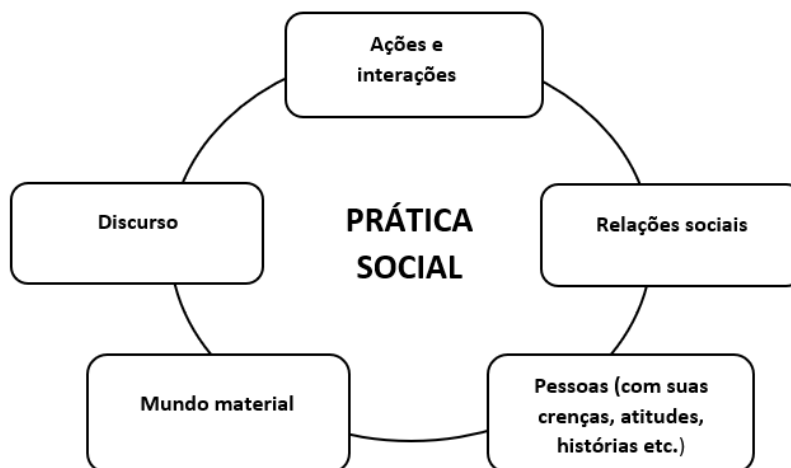 Ações e
interações
Discurso
PRÁTICA
SOCIAL
Relações sociais
Mundo material
Pessoas (com suas
crenças, atitudes,
histórias etc.)